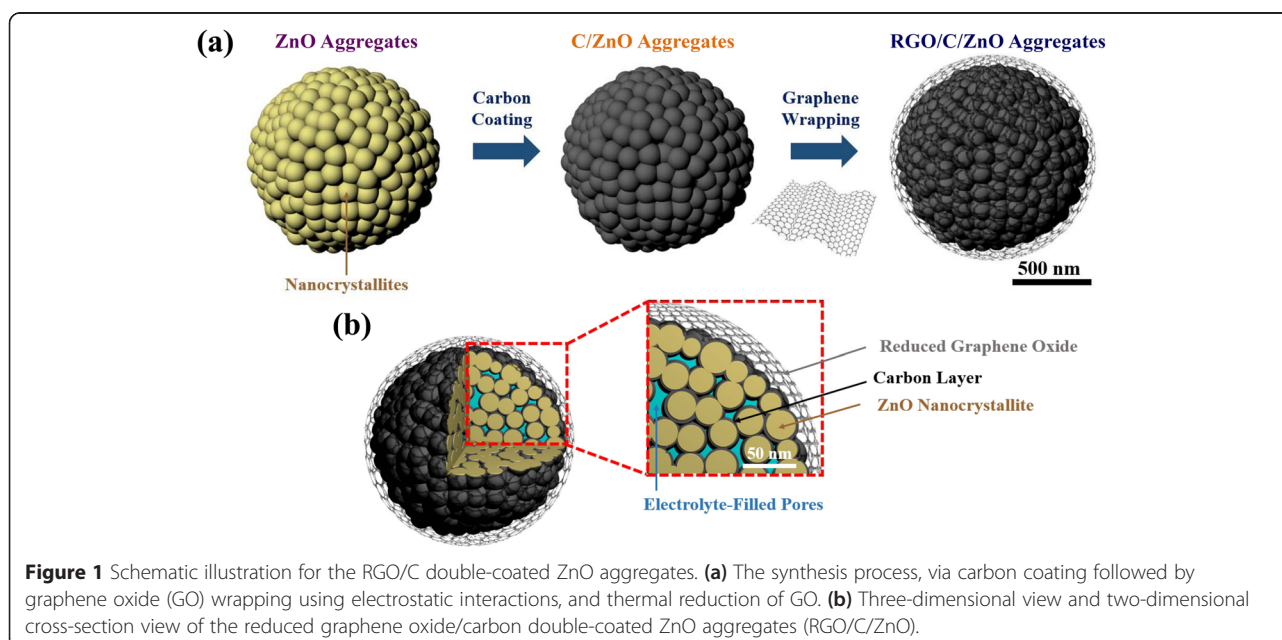 (a)
ZnO Aggregates
C/ZnO Aggregates
RGO/C/ZnO Aggregates
Carbon
Coating
Graphene
Wrapping
Nanocrystallites
500 nm
(b)
Reduced Graphene Oxide
Carbon Layer
ZnO Nanocrystallite
50 nm
Electrolyte-Filled Pores
Figure 1 Schematic illustration for the RGO/C double-coated ZnO aggregates. (a) The synthesis process, via carbon coating followed by
graphene oxide (GO) wrapping using electrostatic interactions, and thermal reduction of GO. (b) Three-dimensional view and two-dimensional
cross-section view of the reduced graphene oxide/carbon double-coated ZnO aggregates (RGO/C/ZnO).